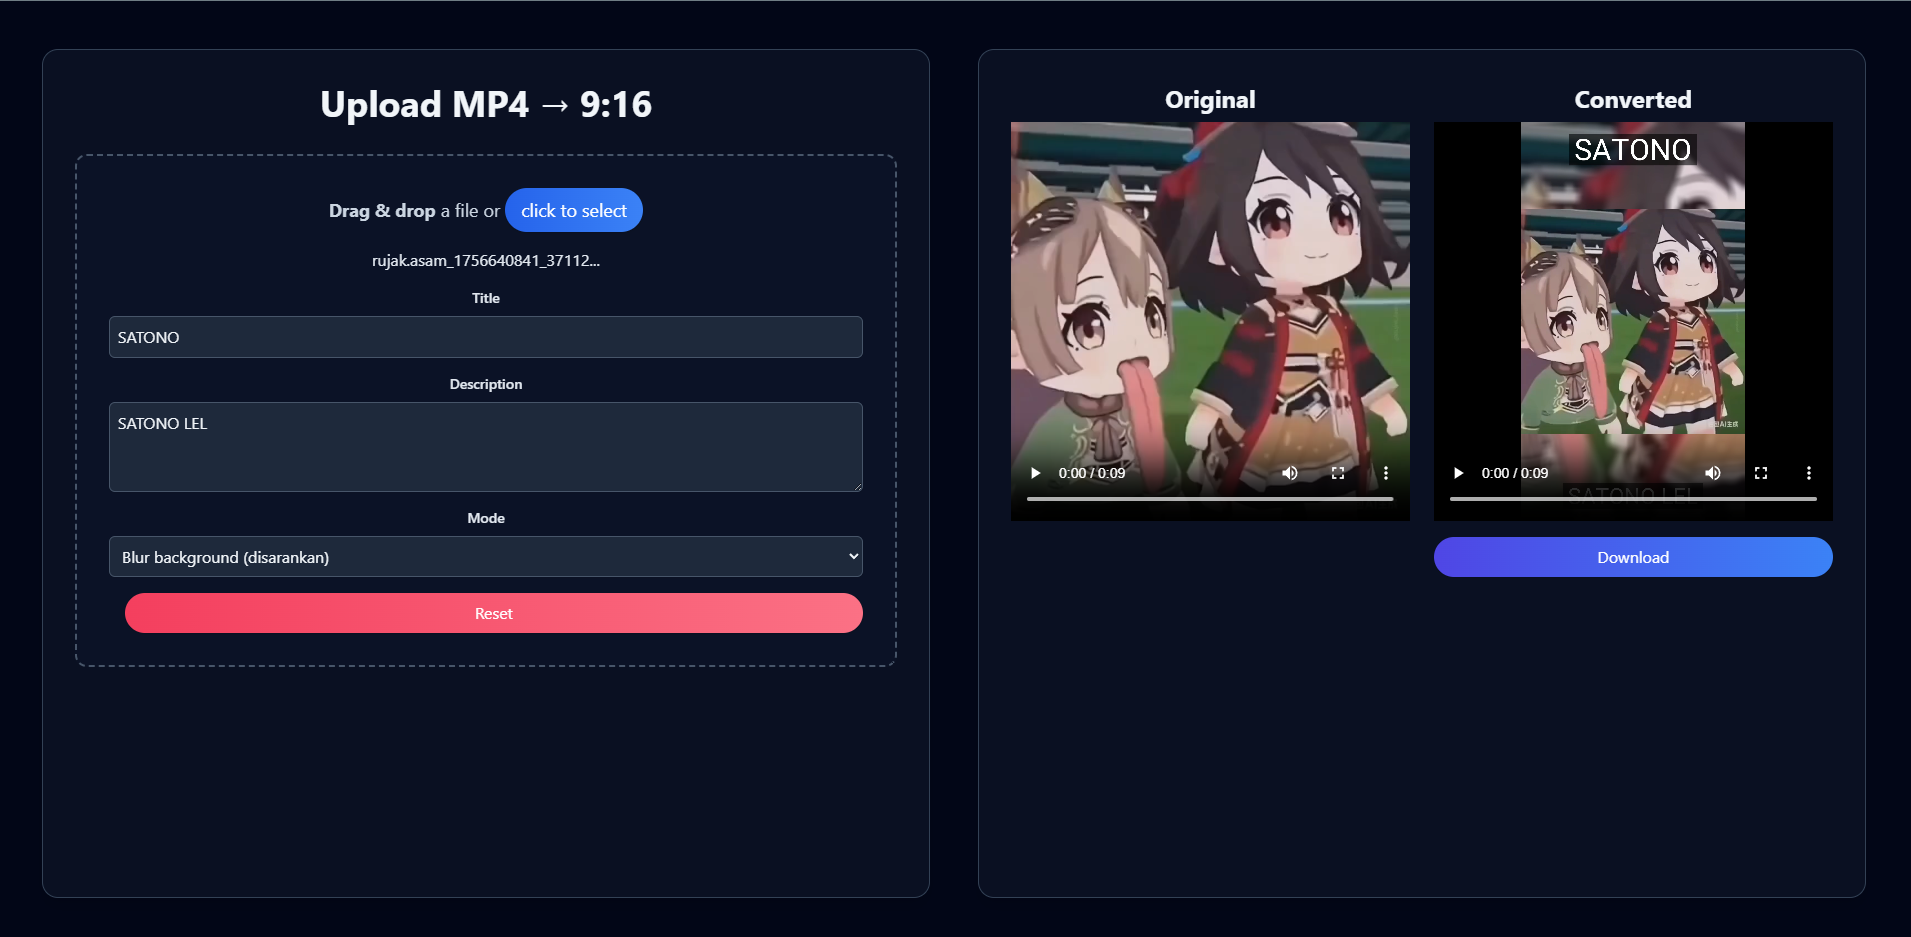 Upload MP4 → 9:16
Drag & drop a file or click to select
rujak.asam_1756640841_37112...
Title
SATONO
Description
SATONO LEL
Mode
Blur background (disarankan)
Reset
Original
0:00 / 0:09
Converted
SATONO
0:00 / 0:09
SATONO LEL
Download